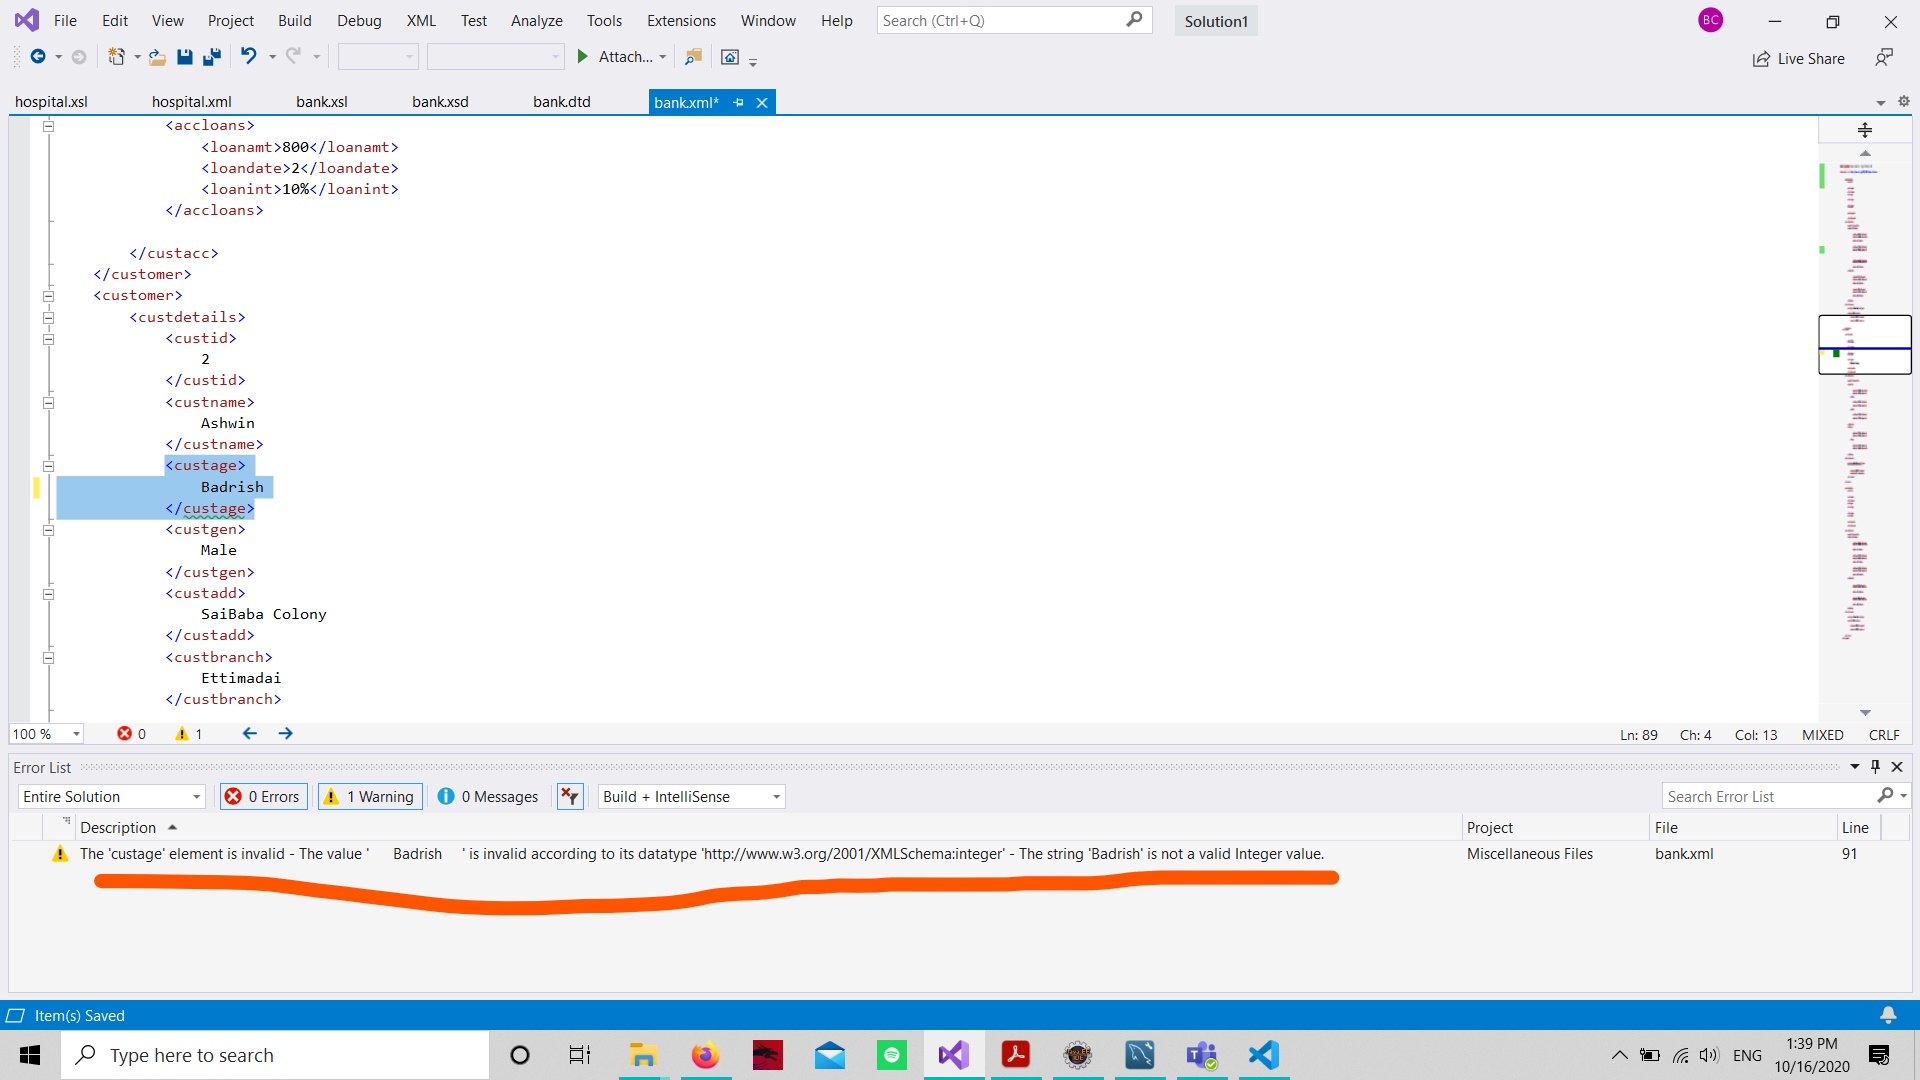 File Edit View Project Build Debug XML Test Analyze Tools Extensions Window Help Search (Ctrl+Q) Solution1 BC
Attach... Live Share
hospital.xsl hospital.xml bank.xsl bank.xsd bank.dtd bank.xml*
<accloans>
<loanamt>800</loanamt>
<loandate>2</loandate>
<loanint>10%</loanint>
</accloans>
</custacc>
</customer>
<customer>
<custdetails>
<custid>
2
</custid>
<custname>
Ashwin
</custname>
<custage>
Badrish
</custage>
<custgen>
Male
</custgen>
<custadd>
SaiBaba Colony
</custadd>
<custbranch>
Ettimadai
</custbranch>
100 % 0 1 Ln: 89 Ch: 4 Col: 13 MIXED CRLF
Error List
Entire Solution 0 Errors 1 Warning 0 Messages Build + IntelliSense Search Error List
Description Project File Line
The 'custage' element is invalid - The value ' Badrish ' is invalid according to its datatype 'http://www.w3.org/2001/XMLSchema:integer' - The string 'Badrish' is not a valid Integer value. Miscellaneous Files bank.xml 91
Item(s) Saved
Type here to search ENG 1:39 PM
10/16/2020